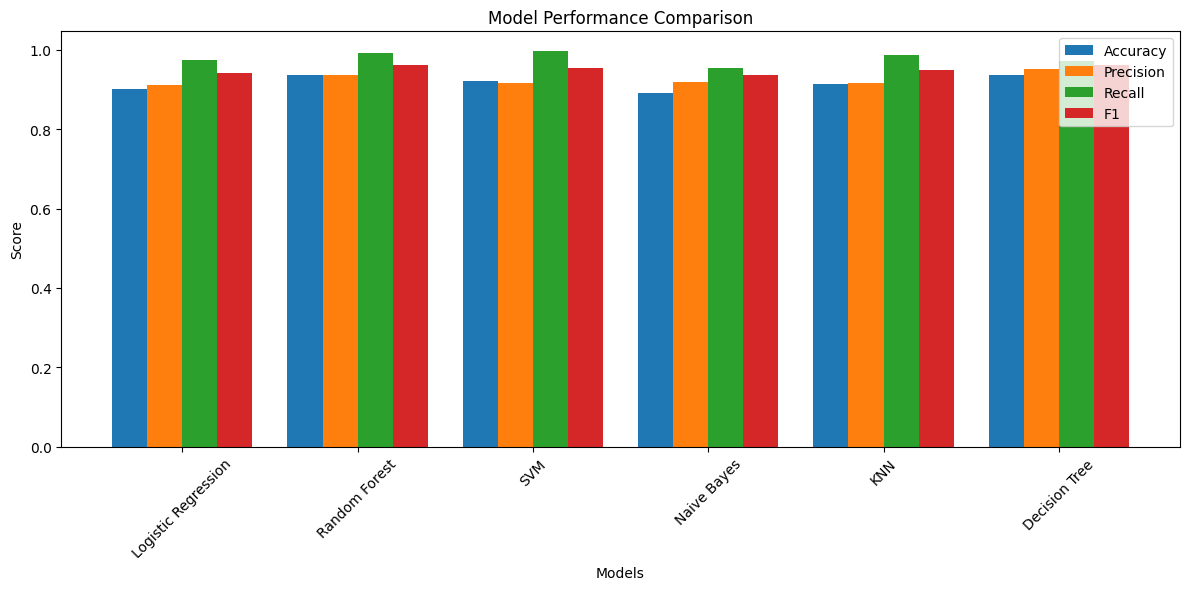 Model Performance Comparison
Accuracy
Precision
Recall
F1
1.0
0.8
0.6
0.4
0.2
0.0
Score
Logistic Regression
Random Forest
SVM
Naive Bayes
KNN
Decision Tree
Models